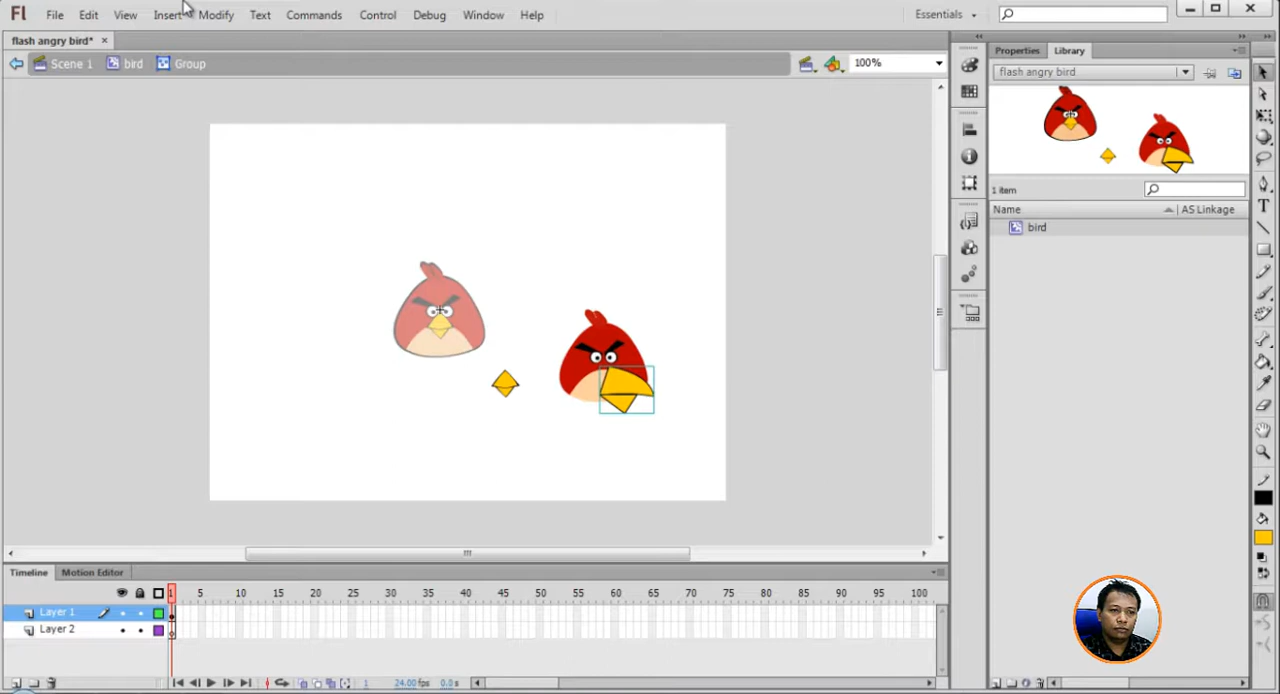 Fl File Edit View Insert Modify Text Commands Control Debug Window Help Essentials
flash angry bird* ×
Scene 1 bird Group 100%
Properties Library
flash angry bird
1 item
Name AS Linkage
bird
Timeline Motion Editor
1 5 10 15 20 25 30 35 40 45 50 55 60 65 70 75 80 85 90 95 100
Layer 1
Layer 2
1 24.00fps 0.0s